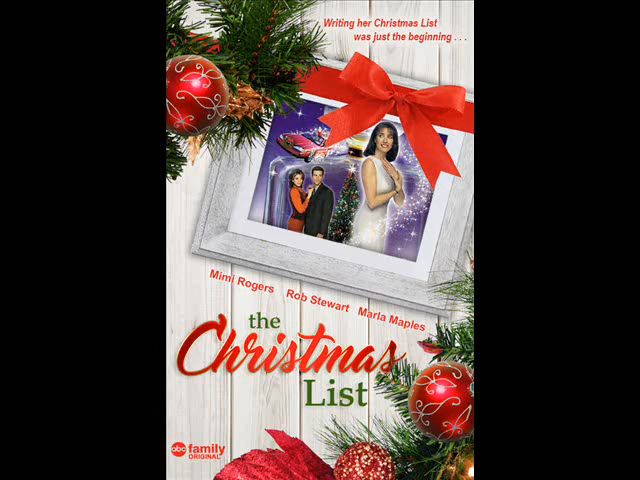 Writing her Christmas List
was just the beginning . . .
Mimi Rogers Rob Stewart Marla Maples
the
Christmas
List
abc family
ORIGINAL